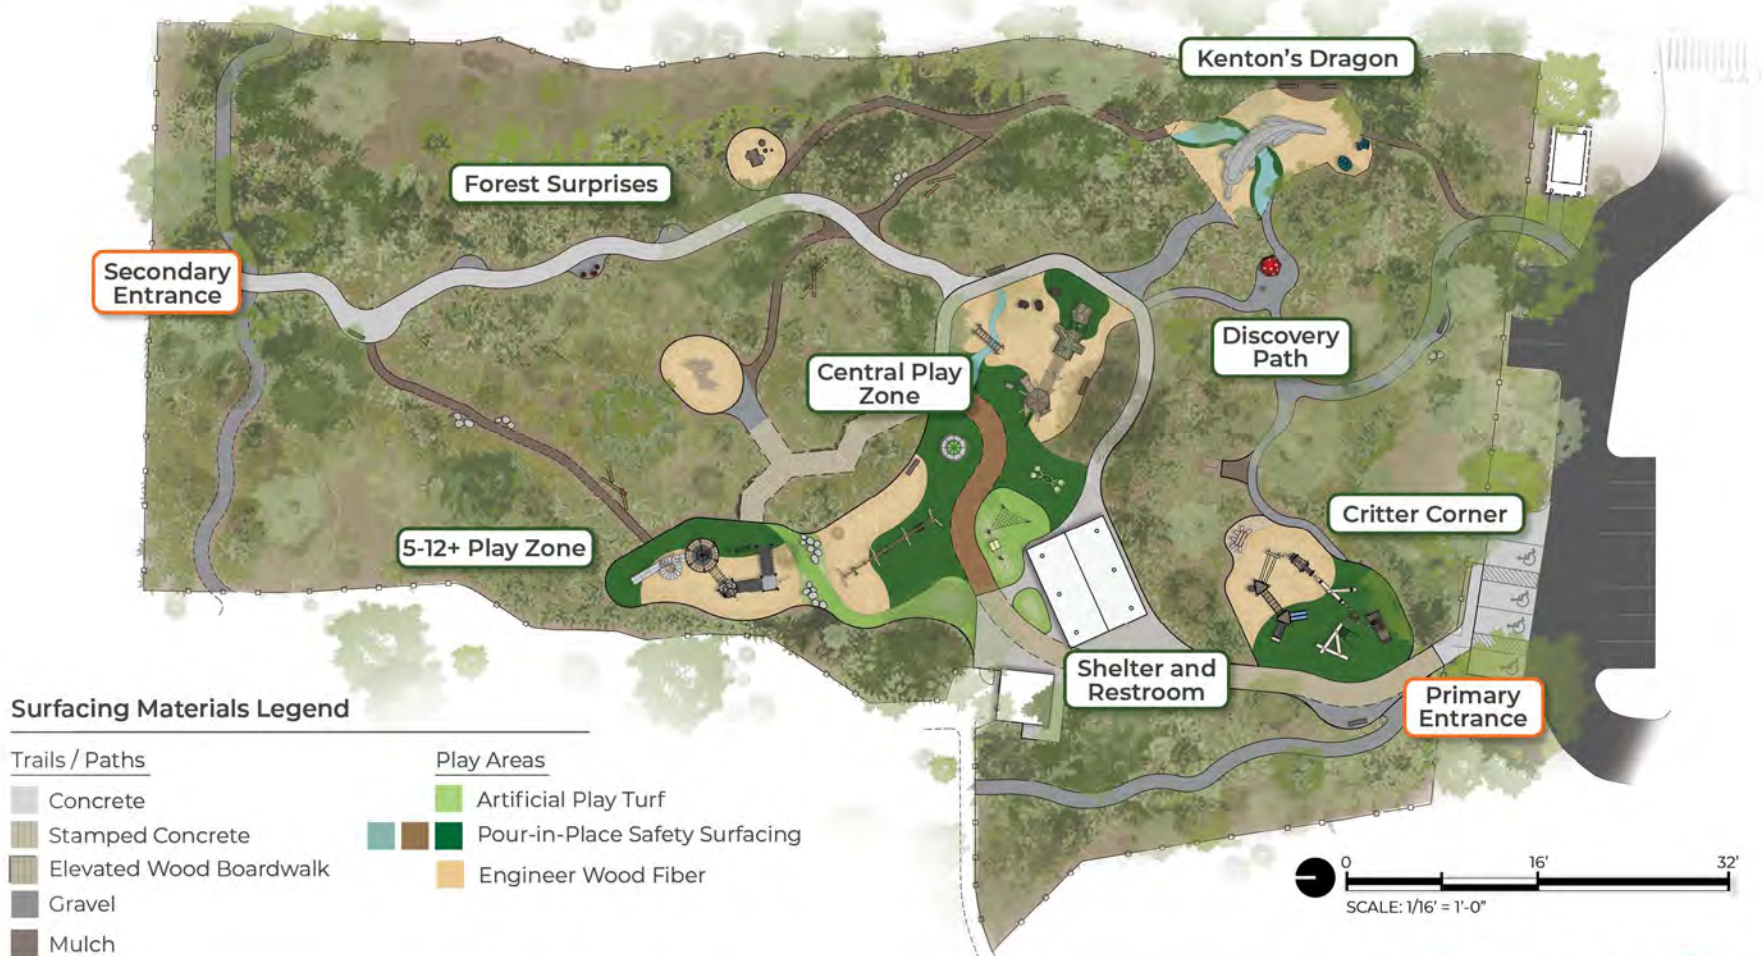 Kenton's Dragon
Forest Surprises
Secondary
Entrance
Discovery
Path
Central Play
Zone
Critter Corner
5-12+ Play Zone
Shelter and
Restroom
Primary
Entrance
Surfacing Materials Legend
Trails / Paths
Concrete
Stamped Concrete
Elevated Wood Boardwalk
Gravel
Mulch
Play Areas
Artificial Play Turf
Pour-in-Place Safety Surfacing
Engineer Wood Fiber
0 16' 32'
SCALE: 1/16' = 1'-0"